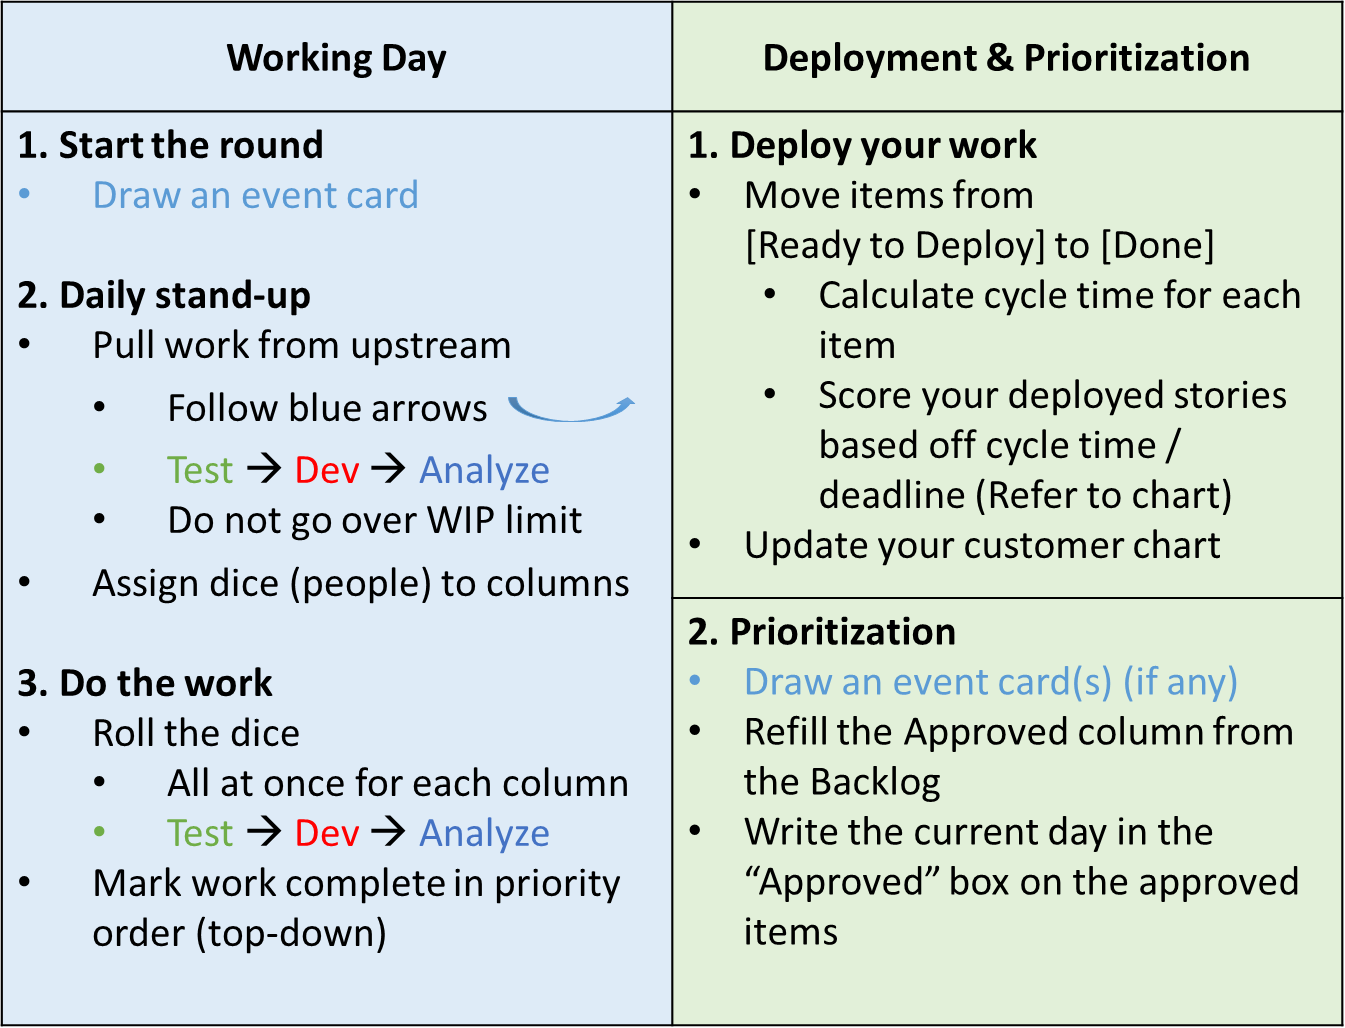 Working Day
1. Start the round
• Draw an event card
2. Daily stand-up
• Pull work from upstream
• Follow blue arrows
• Test → Dev → Analyze
• Do not go over WIP limit
• Assign dice (people) to columns
3. Do the work
• Roll the dice
• All at once for each column
• Test → Dev → Analyze
• Mark work complete in priority
order (top-down)
Deployment & Prioritization
1. Deploy your work
• Move items from
[Ready to Deploy] to [Done]
• Calculate cycle time for each
item
• Score your deployed stories
based off cycle time /
deadline (Refer to chart)
• Update your customer chart
2. Prioritization
• Draw an event card(s) (if any)
• Refill the Approved column from
the Backlog
• Write the current day in the
“Approved” box on the approved
items